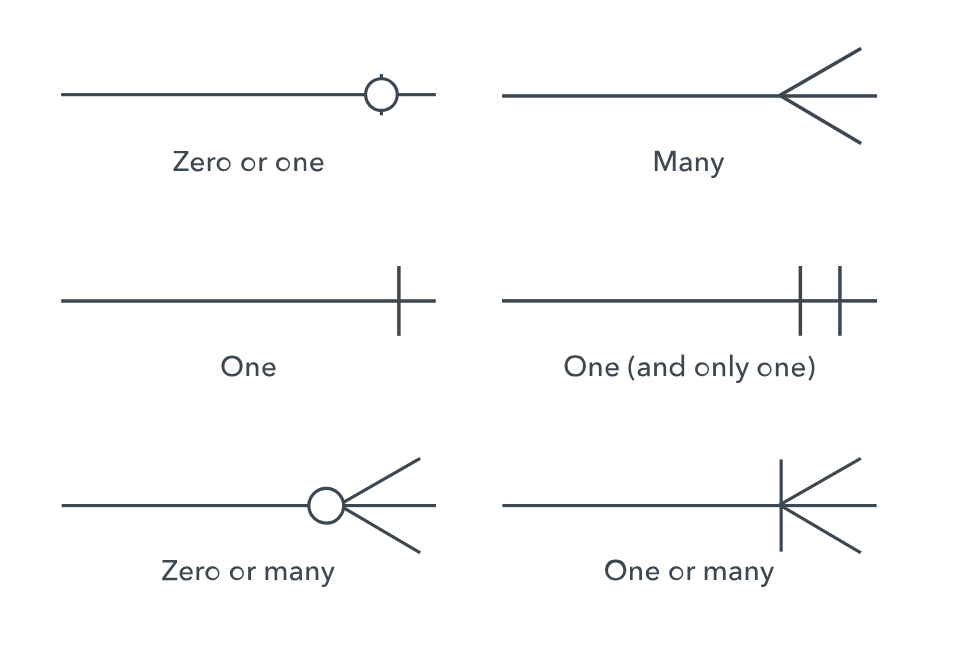 Zero or one
Many
One
One (and only one)
Zero or many
One or many